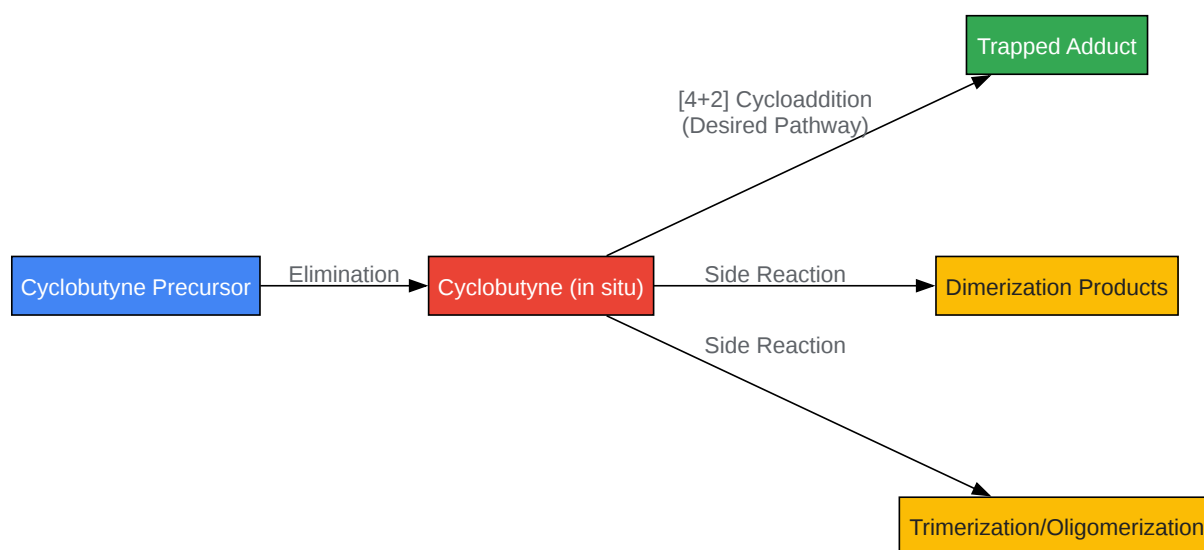 Trapped Adduct
[4+2] Cycloaddition
(Desired Pathway)
Cyclobutyne Precursor
Elimination
Cyclobutyne (in situ)
Side Reaction
Dimerization Products
Side Reaction
Trimerization/Oligomerization